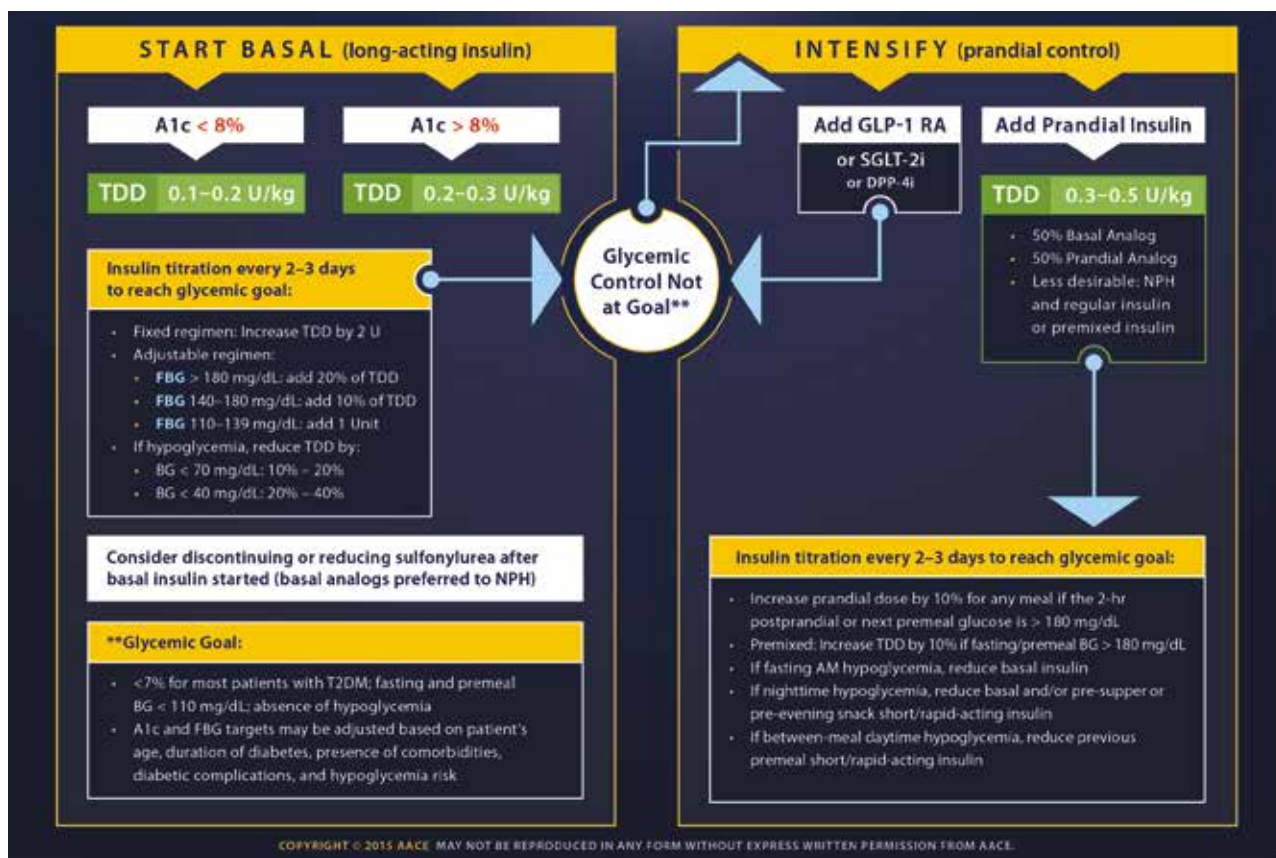 START BASAL (long-acting insulin)
A1c < 8%
A1c > 8%
TDD 0.1–0.2 U/kg
TDD 0.2–0.3 U/kg
Insulin titration every 2–3 days
to reach glycemic goal:
• Fixed regimen: Increase TDD by 2 U
• Adjustable regimen:
• FBG > 180 mg/dL: add 20% of TDD
• FBG 140–180 mg/dL: add 10% of TDD
• FBG 110–139 mg/dL: add 1 Unit
• If hypoglycemia, reduce TDD by:
• BG < 70 mg/dL: 10% – 20%
• BG < 40 mg/dL: 20% – 40%
Consider discontinuing or reducing sulfonylurea after
basal insulin started (basal analogs preferred to NPH)
**Glycemic Goal:
• <7% for most patients with T2DM; fasting and premeal
BG < 110 mg/dL; absence of hypoglycemia
• A1c and FBG targets may be adjusted based on patient's
age, duration of diabetes, presence of comorbidities,
diabetic complications, and hypoglycemia risk
Glycemic
Control Not
at Goal**
INTENSIFY (prandial control)
Add GLP-1 RA
or SGLT-2i
or DPP-4i
Add Prandial Insulin
TDD 0.3–0.5 U/kg
• 50% Basal Analog
• 50% Prandial Analog
• Less desirable: NPH
and regular insulin
or premixed insulin
Insulin titration every 2–3 days to reach glycemic goal:
• Increase prandial dose by 10% for any meal if the 2-hr
postprandial or next premeal glucose is > 180 mg/dL
• Premixed: Increase TDD by 10% if fasting/premeal BG > 180 mg/dL
• If fasting AM hypoglycemia, reduce basal insulin
• If nighttime hypoglycemia, reduce basal and/or pre-supper or
pre-evening snack short/rapid-acting insulin
• If between-meal daytime hypoglycemia, reduce previous
premeal short/rapid-acting insulin
COPYRIGHT © 2015 AACE MAY NOT BE REPRODUCED IN ANY FORM WITHOUT EXPRESS WRITTEN PERMISSION FROM AACE.